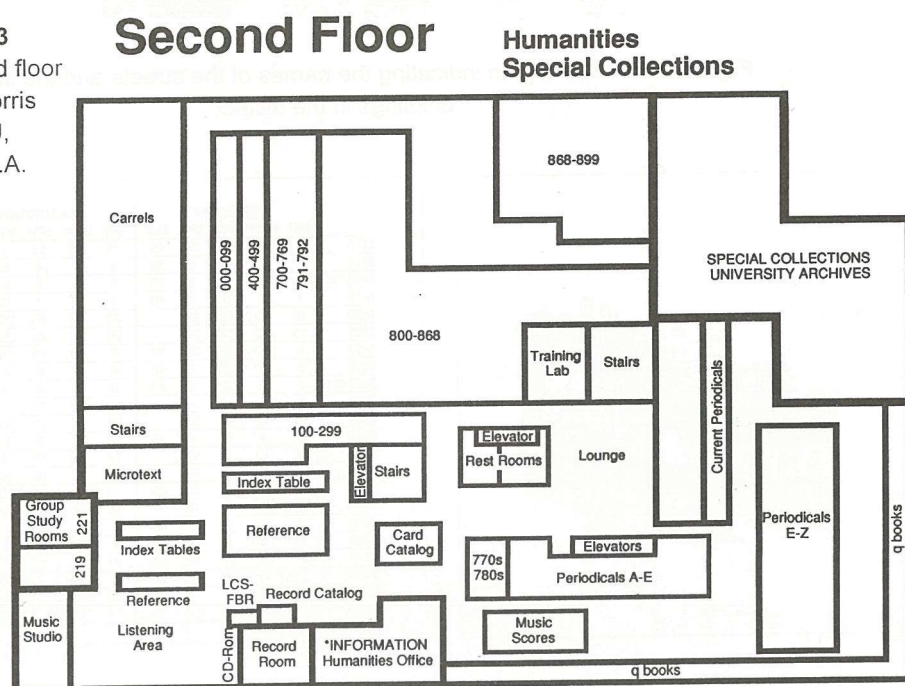 Second Floor
Humanities
Special Collections
3
d floor
orris
,
.A.
868-899
Carrels
000-099
400-499
700-769
791-792
SPECIAL COLLECTIONS
UNIVERSITY ARCHIVES
800-868
Training
Lab
Stairs
Current Periodicals
Stairs
100-299
Elevator
Rest Rooms
Lounge
Microtext
Index Table
Elevator
Stairs
Group
Study
Rooms
221
219
Index Tables
Reference
Card
Catalog
Periodicals
E-Z
q books
Elevators
770s
780s
Periodicals A-E
Reference
LCS-
FBR
Record Catalog
Music
Studio
Listening
Area
CD-Rom
Record
Room
*INFORMATION
Humanities Office
Music
Scores
q books